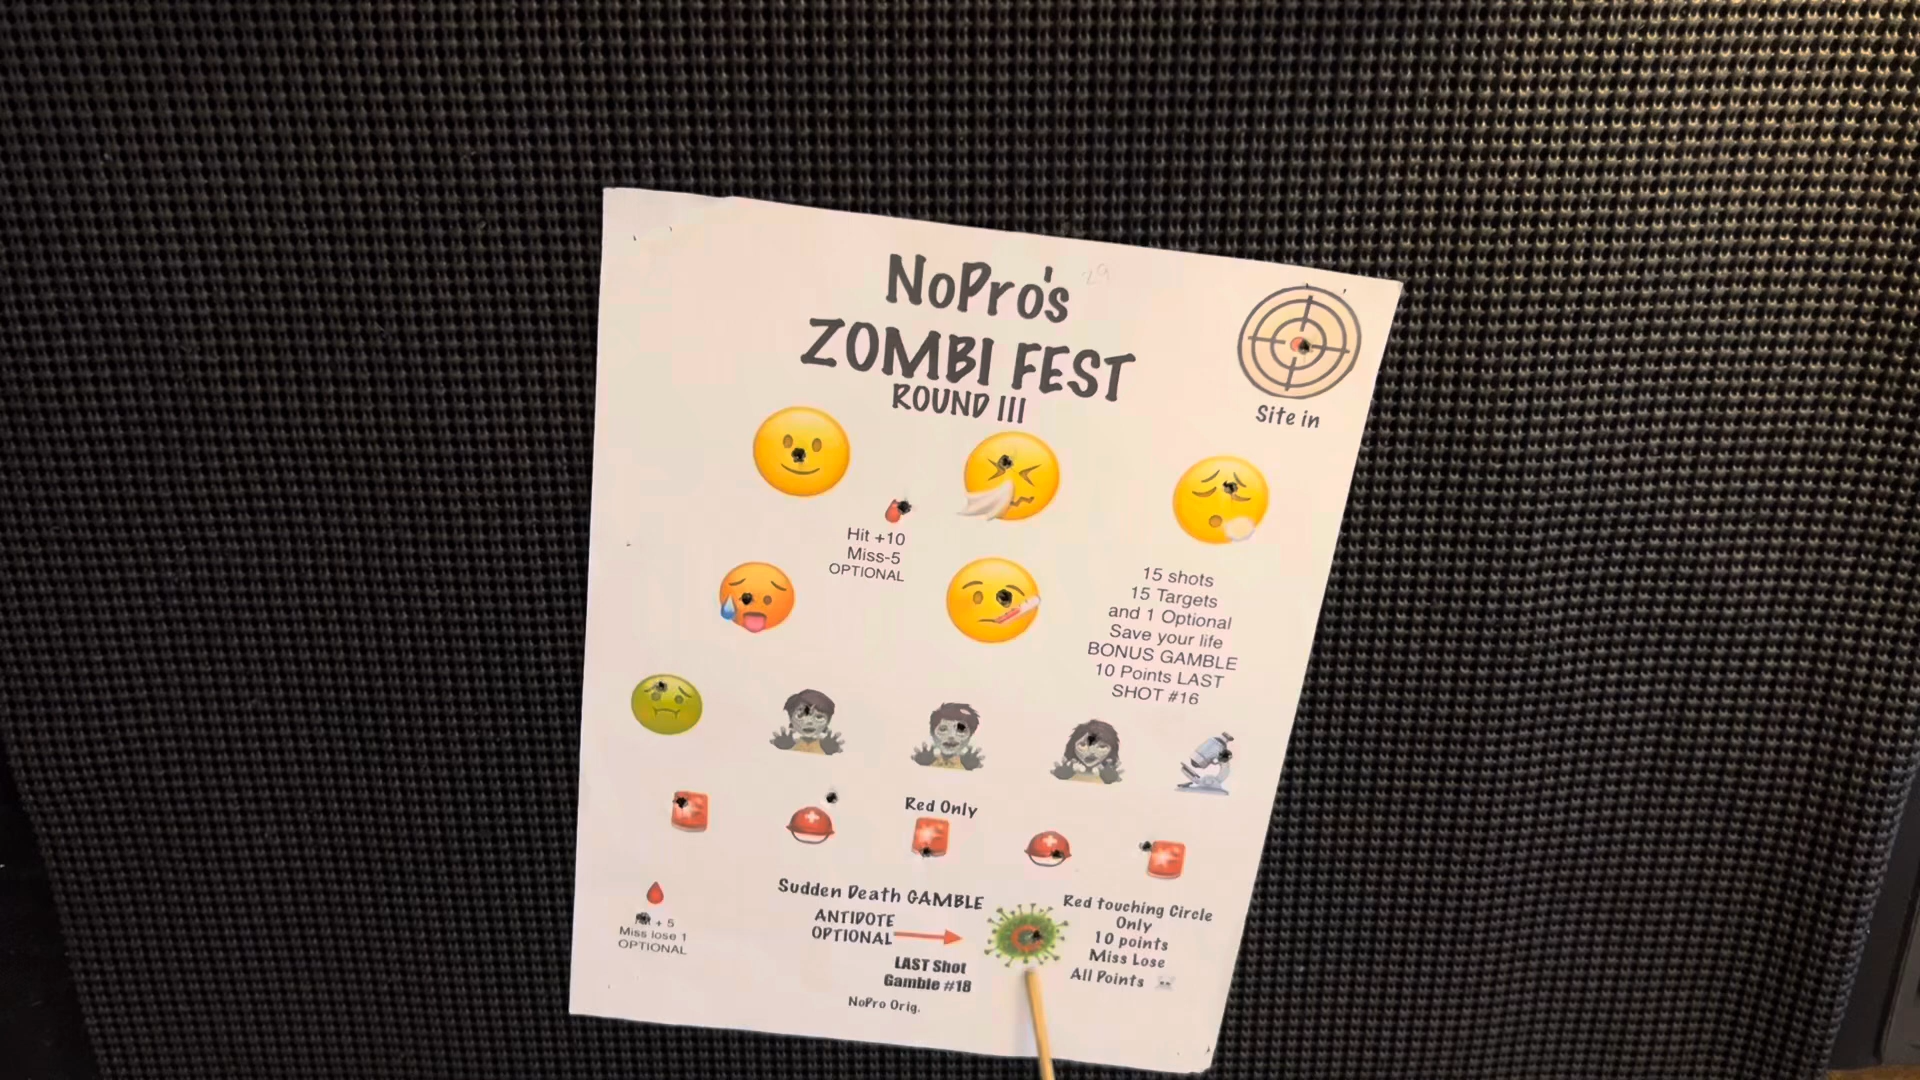 29
NoPro's
ZOMBI FEST
ROUND III
Site in
Hit +10
Miss-5
OPTIONAL
15 shots
15 Targets
and 1 Optional
Save your life
BONUS GAMBLE
10 Points LAST
SHOT #16
Red Only
+ 5
Miss lose 1
OPTIONAL
Sudden Death GAMBLE
ANTIDOTE
OPTIONAL
LAST Shot
Gamble #18
NoPro Orig.
Red touching Circle
Only
10 points
Miss Lose
All Points